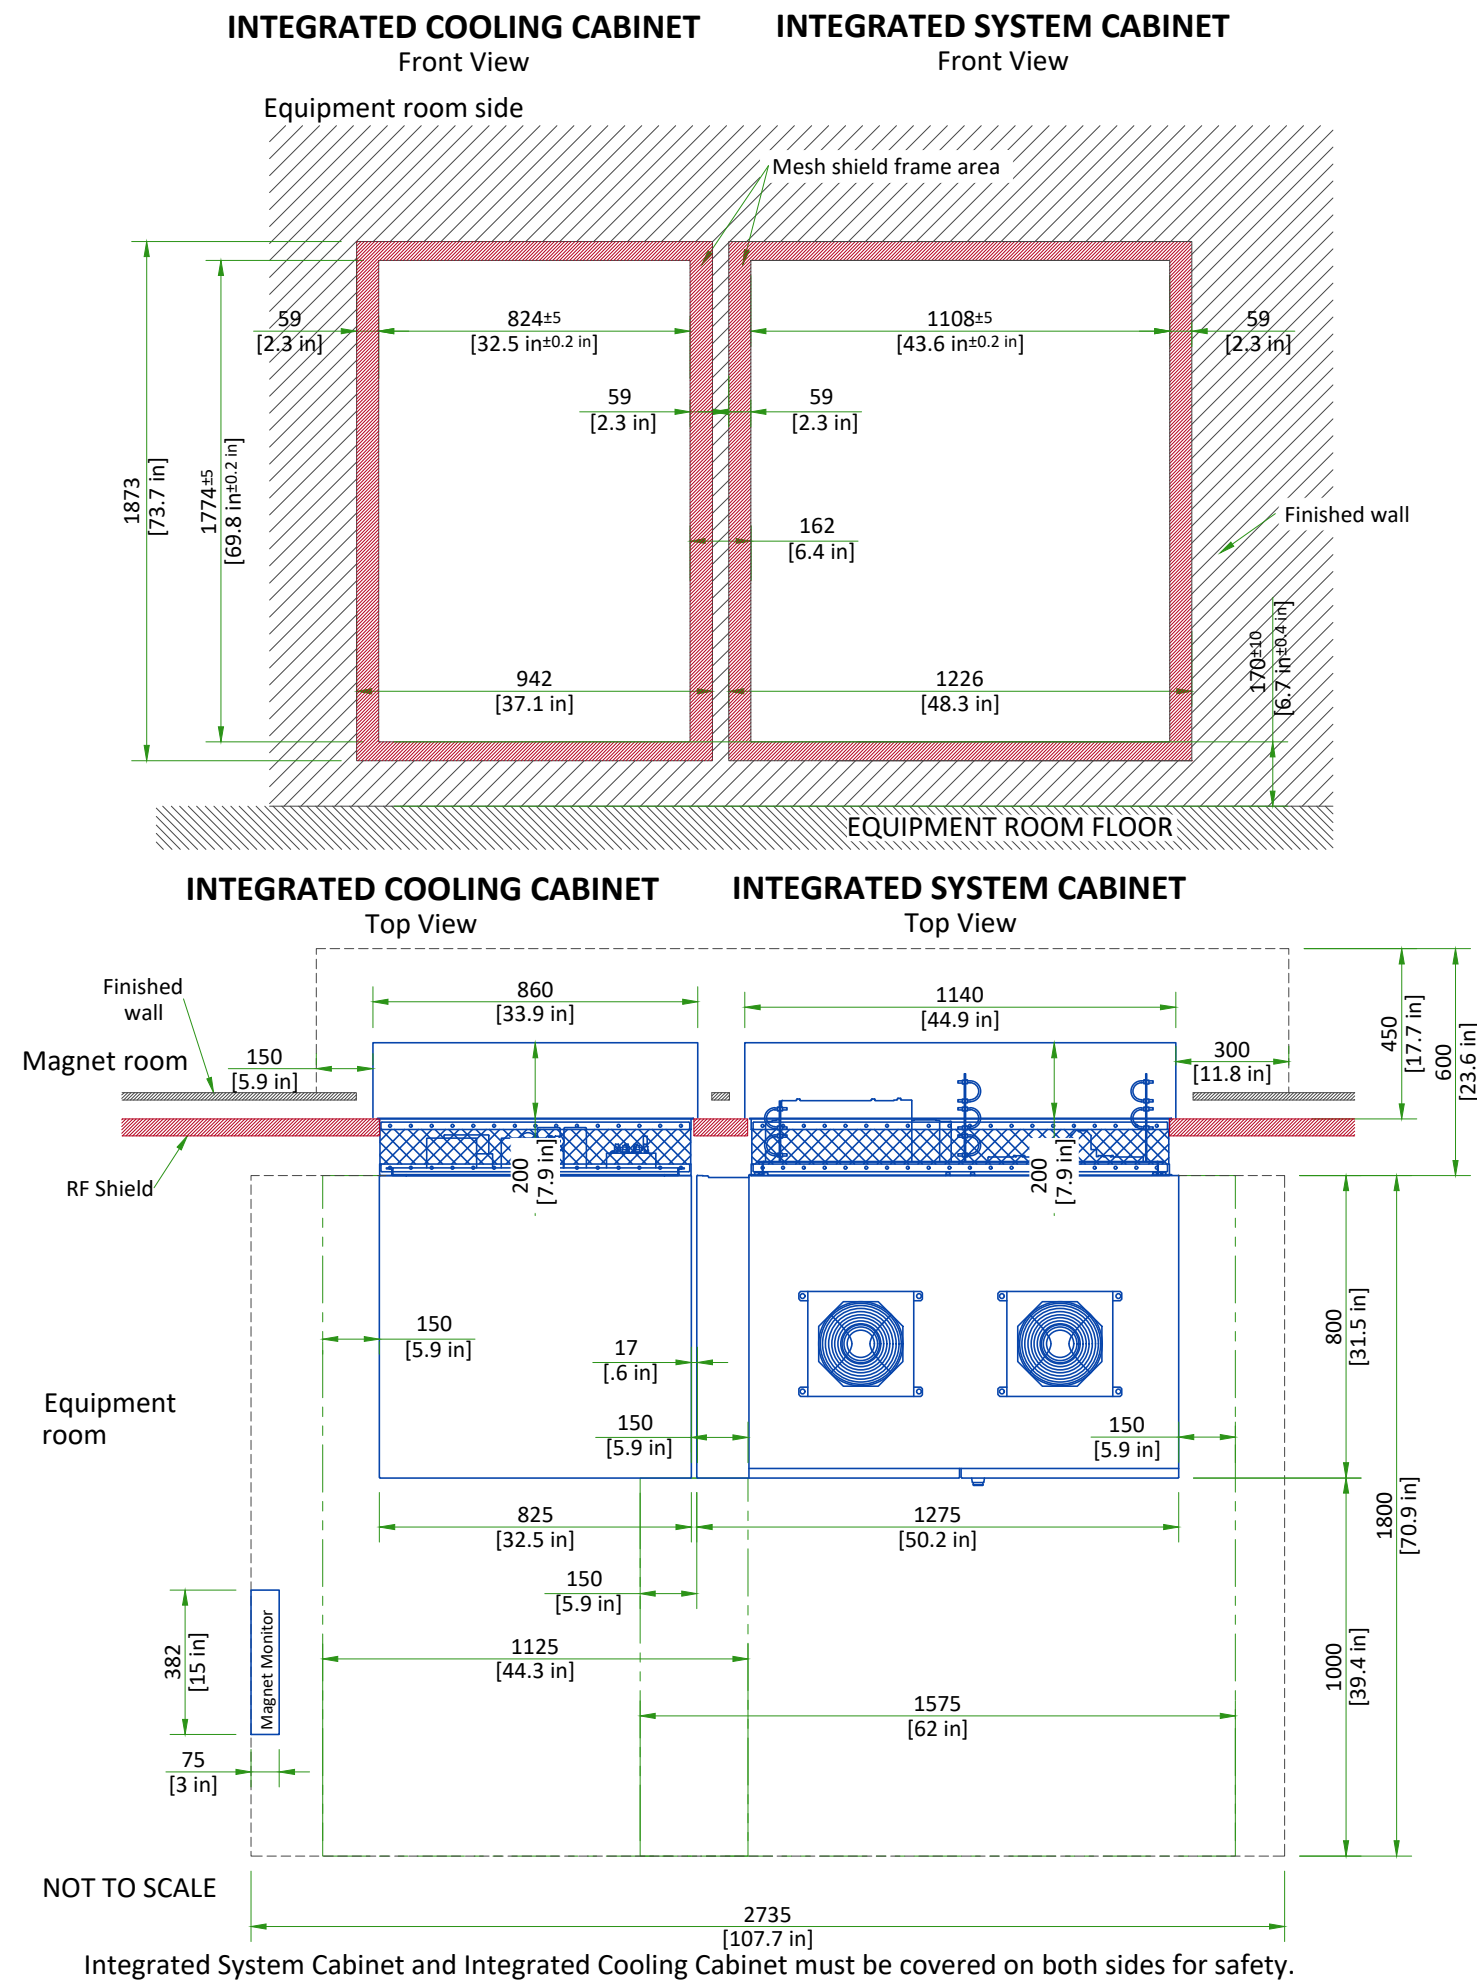 INTEGRATED COOLING CABINET
Front View
INTEGRATED SYSTEM CABINET
Front View
Equipment room side
Mesh shield frame area
59
[2.3 in]
824±5
[32.5 in±0.2 in]
1108±5
[43.6 in±0.2 in]
59
[2.3 in]
59
[2.3 in]
59
[2.3 in]
1873
[73.7 in]
1774±5
[69.8 in±0.2 in]
162
[6.4 in]
Finished wall
170±10
[6.7 in±0.4 in]
942
[37.1 in]
1226
[48.3 in]
EQUIPMENT ROOM FLOOR
INTEGRATED COOLING CABINET
Top View
INTEGRATED SYSTEM CABINET
Top View
Finished
wall
860
[33.9 in]
1140
[44.9 in]
450
[17.7 in]
600
[23.6 in]
Magnet room
150
[5.9 in]
300
[11.8 in]
200
[7.9 in]
200
[7.9 in]
RF Shield
150
[5.9 in]
17
[.6 in]
800
[31.5 in]
Equipment
room
150
[5.9 in]
150
[5.9 in]
825
[32.5 in]
1275
[50.2 in]
1800
[70.9 in]
150
[5.9 in]
382
[15 in]
Magnet Monitor
1125
[44.3 in]
1000
[39.4 in]
1575
[62 in]
75
[3 in]
NOT TO SCALE
2735
[107.7 in]
Integrated System Cabinet and Integrated Cooling Cabinet must be covered on both sides for safety.